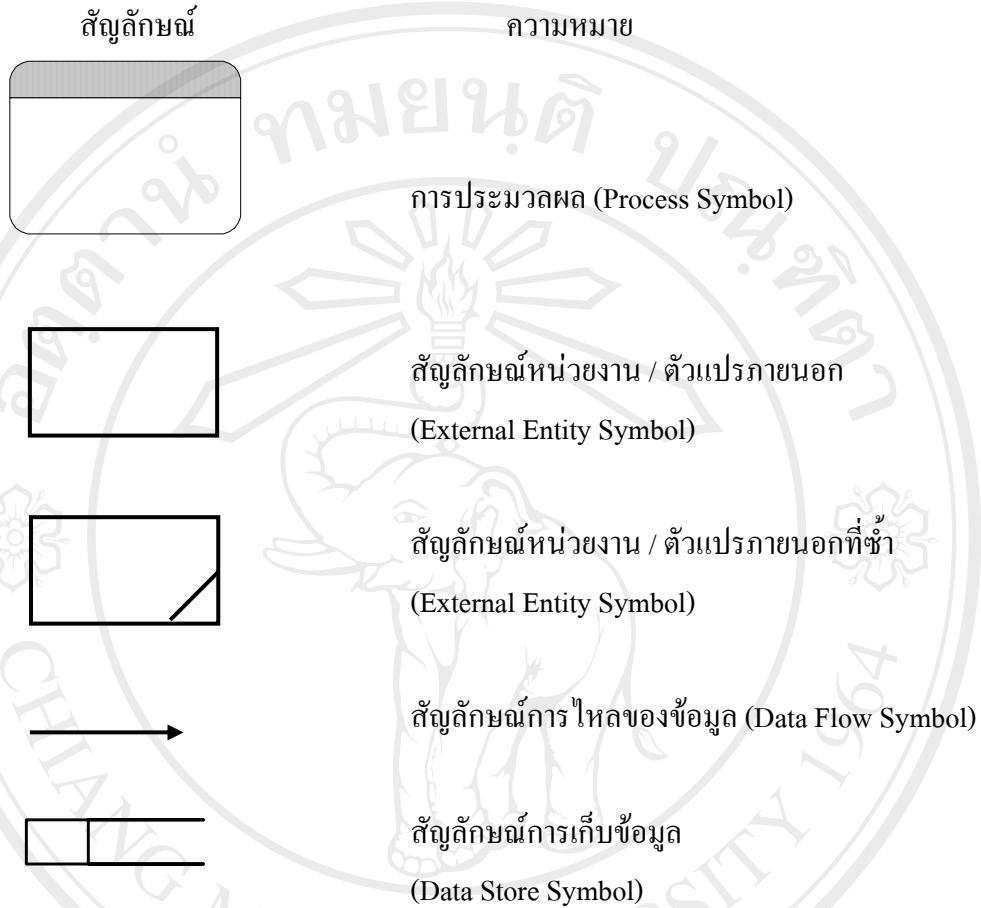 สัญลักษณ์ ความหมาย
การประมวลผล (Process Symbol)
สัญลักษณ์หน่วยงาน / ตัวแปรภายนอก
(External Entity Symbol)
สัญลักษณ์หน่วยงาน / ตัวแปรภายนอกที่ซ้ำ
(External Entity Symbol)
สัญลักษณ์การไหลของข้อมูล (Data Flow Symbol)
สัญลักษณ์การเก็บข้อมูล
(Data Store Symbol)